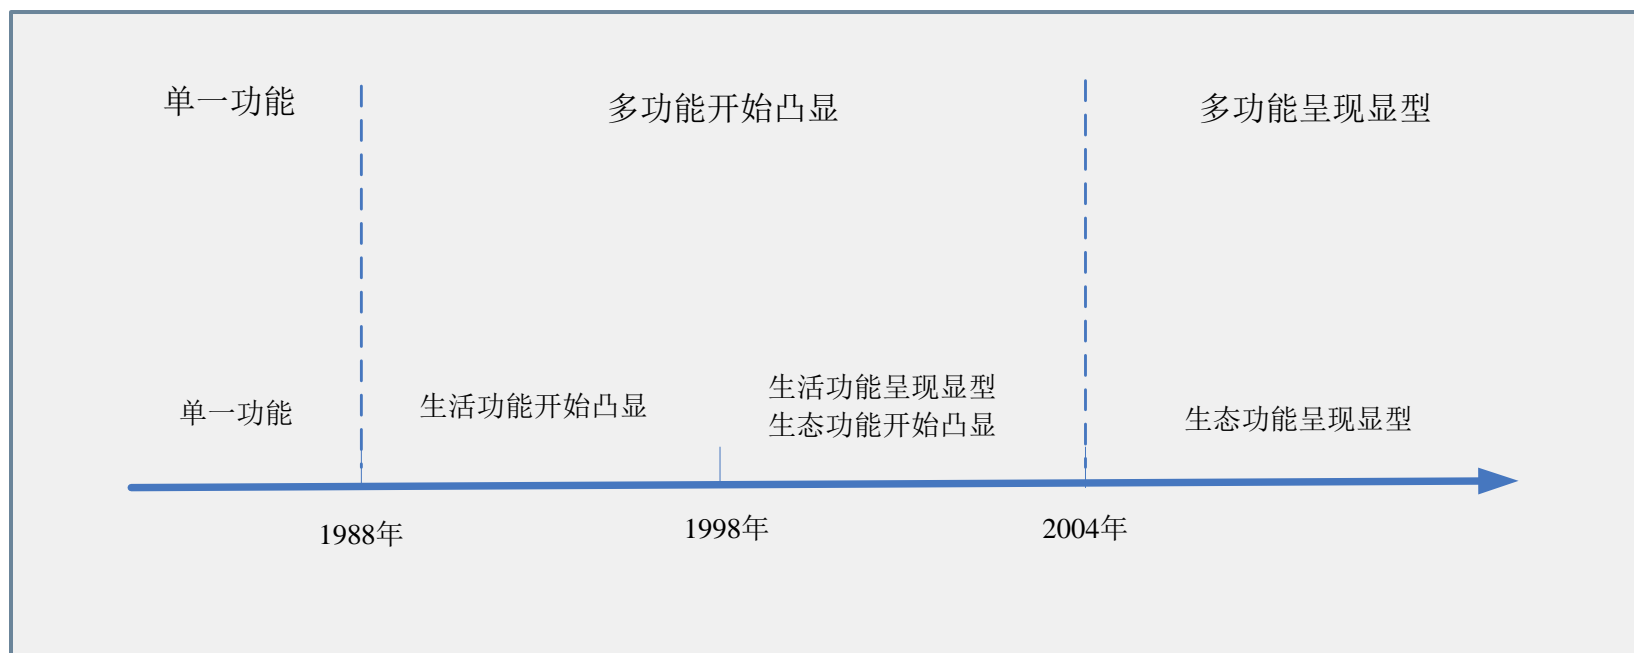 单一功能
多功能开始凸显
多功能呈现显型
单一功能
生活功能开始凸显
生活功能呈现显型
生态功能开始凸显
生态功能呈现显型
1988年
1998年
2004年